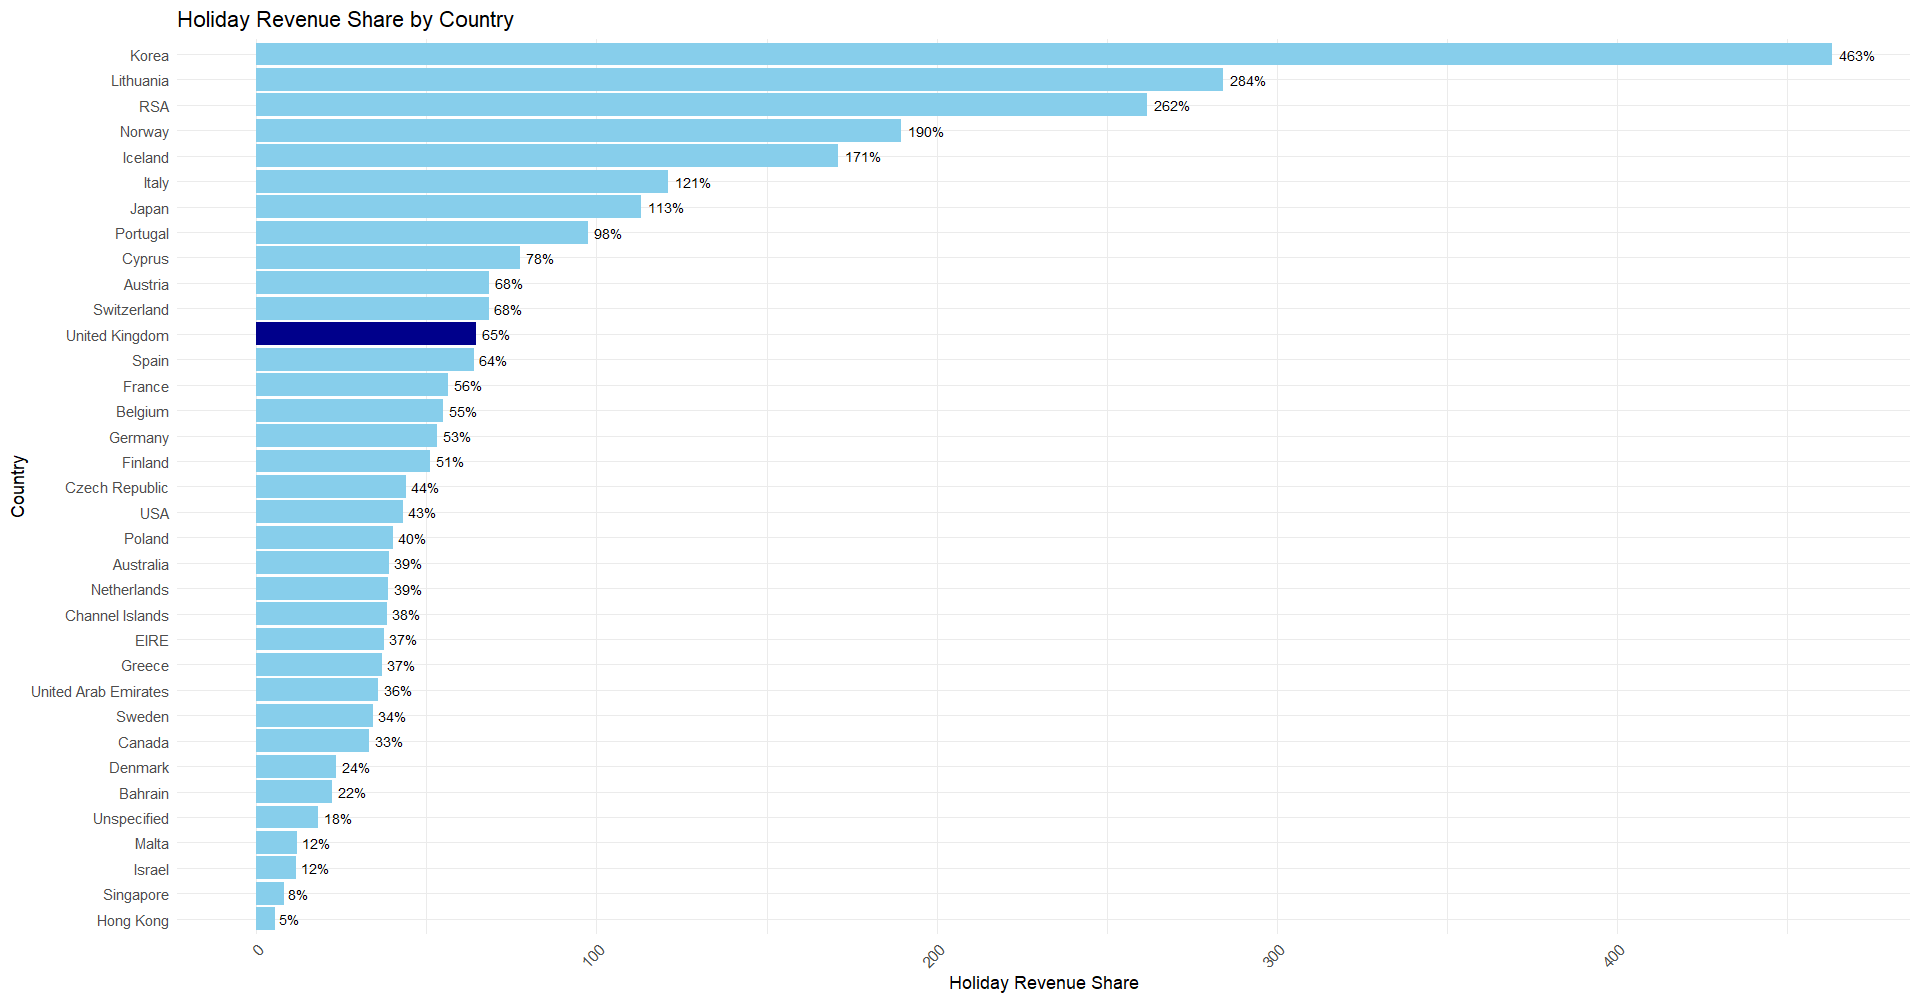 Holiday Revenue Share by Country
Country
Korea 463%
Lithuania 284%
RSA 262%
Norway 190%
Iceland 171%
Italy 121%
Japan 113%
Portugal 98%
Cyprus 78%
Austria 68%
Switzerland 68%
United Kingdom 65%
Spain 64%
France 56%
Belgium 55%
Germany 53%
Finland 51%
Czech Republic 44%
USA 43%
Poland 40%
Australia 39%
Netherlands 39%
Channel Islands 38%
EIRE 37%
Greece 37%
United Arab Emirates 36%
Sweden 34%
Canada 33%
Denmark 24%
Bahrain 22%
Unspecified 18%
Malta 12%
Israel 12%
Singapore 8%
Hong Kong 5%
0 100 200 300 400
Holiday Revenue Share